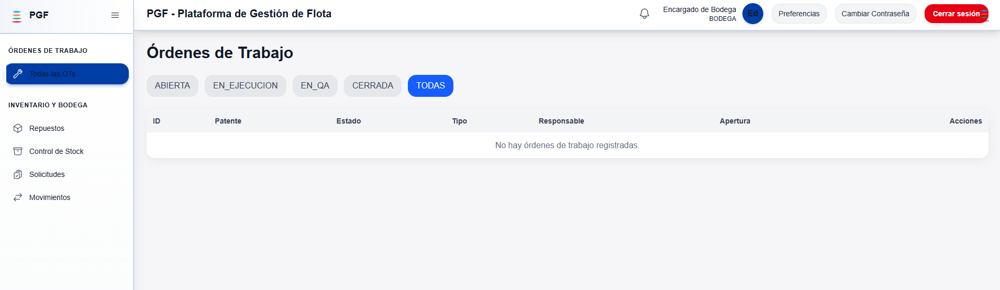 PGF
PGF - Plataforma de Gestión de Flota
Encargado de Bodega
BODEGA
Ed
Preferencias
Cambiar Contraseña
Cerrar sesión
ÓRDENES DE TRABAJO
Todas las OTs
INVENTARIO Y BODEGA
Repuestos
Control de Stock
Solicitudes
Movimientos
Órdenes de Trabajo
ABIERTA EN_EJECUCION EN_QA CERRADA TODAS
ID Patente Estado Tipo Responsable Apertura Acciones
No hay órdenes de trabajo registradas.